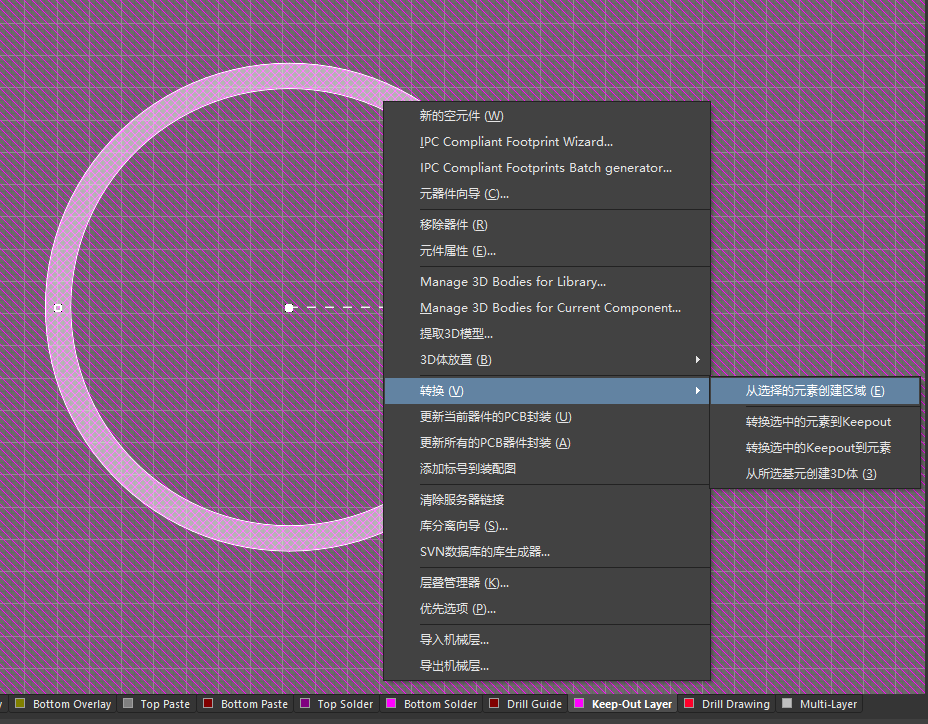 新的空元件 (W)
IPC Compliant Footprint Wizard...
IPC Compliant Footprints Batch generator...
元器件向导 (C)...
移除器件 (R)
元件属性 (E)...
Manage 3D Bodies for Library...
Manage 3D Bodies for Current Component...
提取3D模型...
3D体放置 (B)
转换 (V)
从选择的元素创建区域 (E)
转换选中的元素到Keepout
转换选中的Keepout到元素
从所选基元创建3D体 (3)
更新当前器件的PCB封装 (U)
更新所有的PCB器件封装 (A)
添加标号到装配图
清除服务器链接
库分离向导 (S)...
SVN数据库的库生成器...
层叠管理器 (K)...
优先选项 (P)...
导入机械层...
导出机械层...
y Bottom Overlay Top Paste Bottom Paste Top Solder Bottom Solder Drill Guide Keep-Out Layer Drill Drawing Multi-Layer